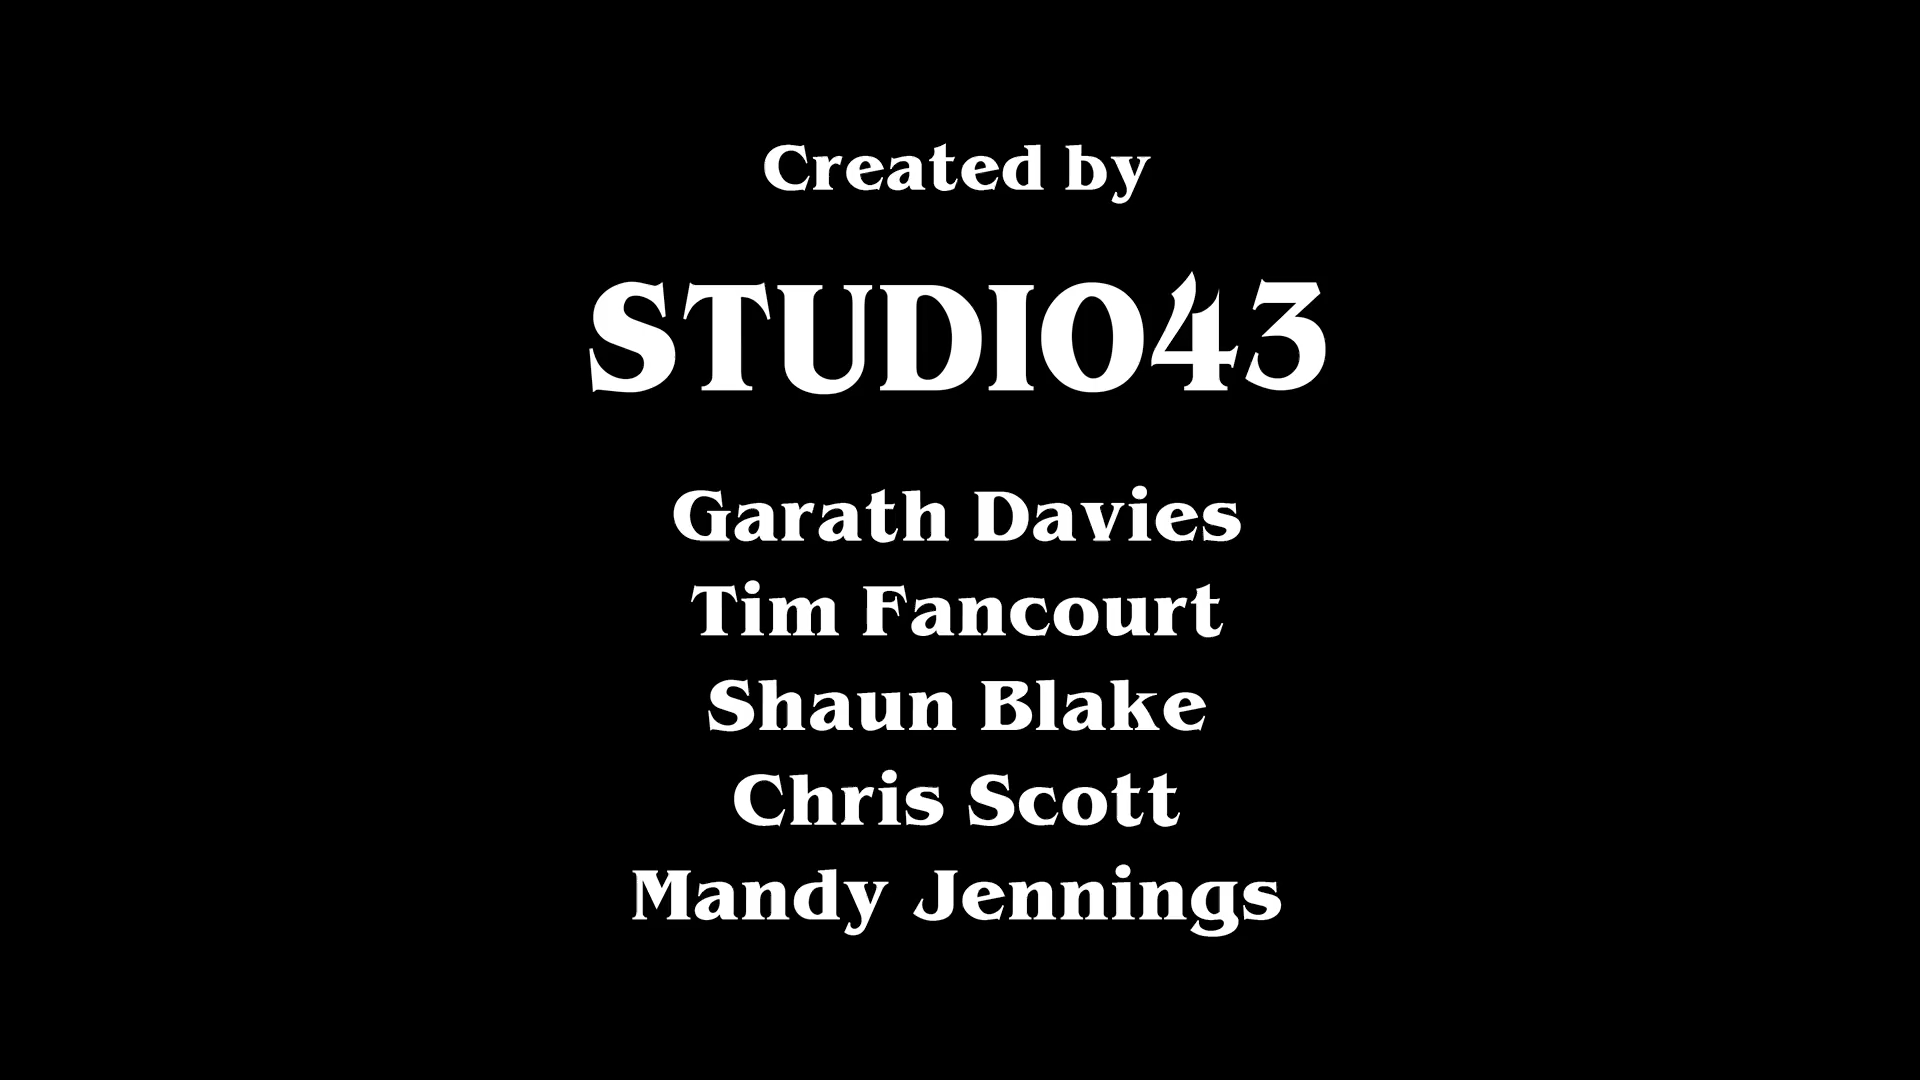 Created by
STUDIO43
Garath Davies
Tim Fancourt
Shaun Blake
Chris Scott
Mandy Jennings